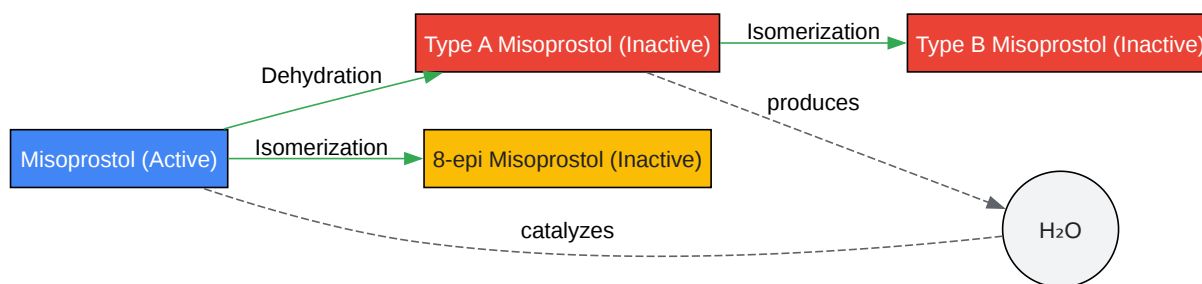 Type A Misoprostol (Inactive)
Isomerization
Type B Misoprostol (Inactive)
Dehydration
produces
Misoprostol (Active)
Isomerization
8-epi Misoprostol (Inactive)
catalyzes
H₂O